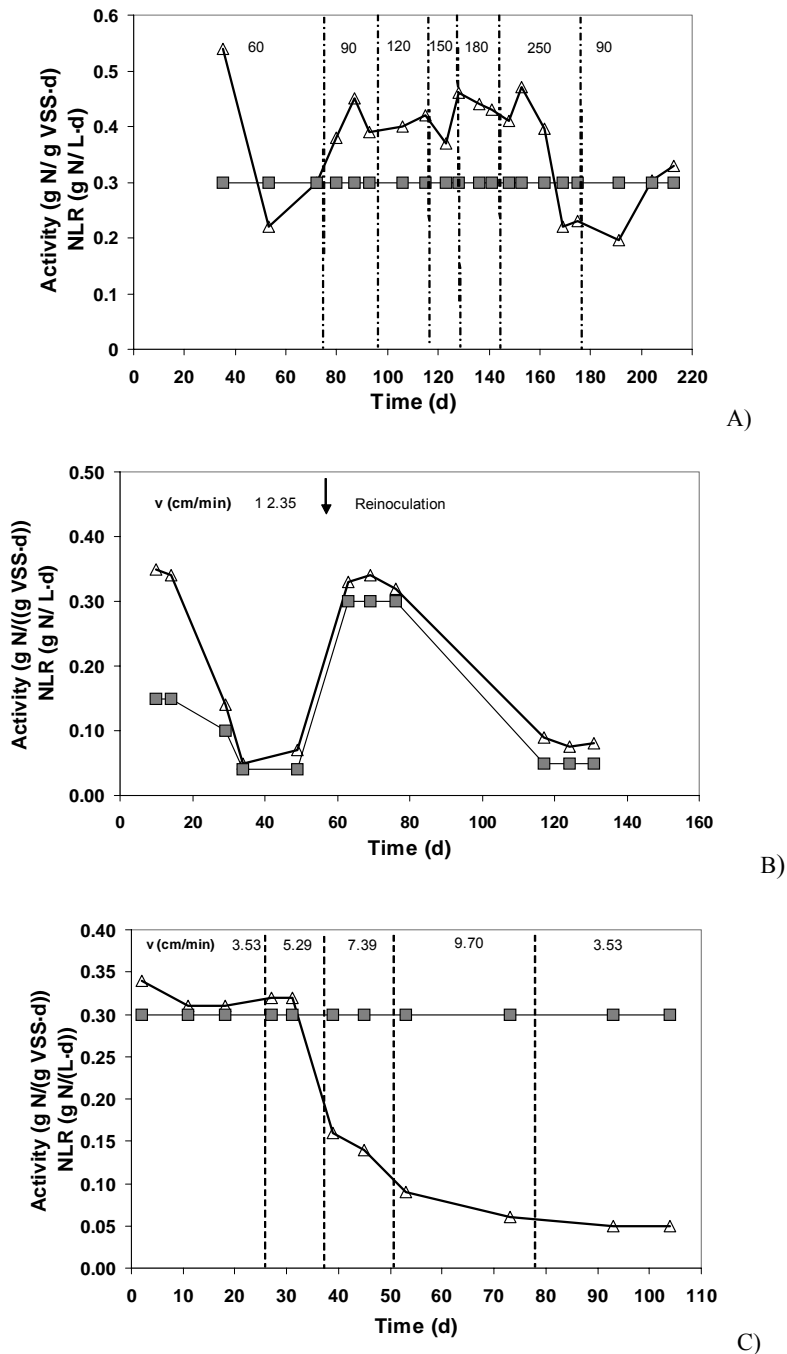 0.6
0.5
0.4
0.3
0.2
0.1
0
60 90 120 150 180 250 90
Activity (g N/ g VSS·d)
NLR (g N/ L·d)
0 20 40 60 80 100 120 140 160 180 200 220
Time (d)
A)
0.50
0.40
0.30
0.20
0.10
0.00
v (cm/min) 1 2.35 Reinoculation
Activity (g N/((g VSS·d))
NLR (g N/ L·d)
0 20 40 60 80 100 120 140 160
Time (d)
B)
0.40
0.35
0.30
0.25
0.20
0.15
0.10
0.05
0.00
v (cm/min) 3.53 5.29 7.39 9.70 3.53
Activity (g N/(g VSS·d))
NLR (g N/(L·d))
0 10 20 30 40 50 60 70 80 90 100 110
Time (d)
C)